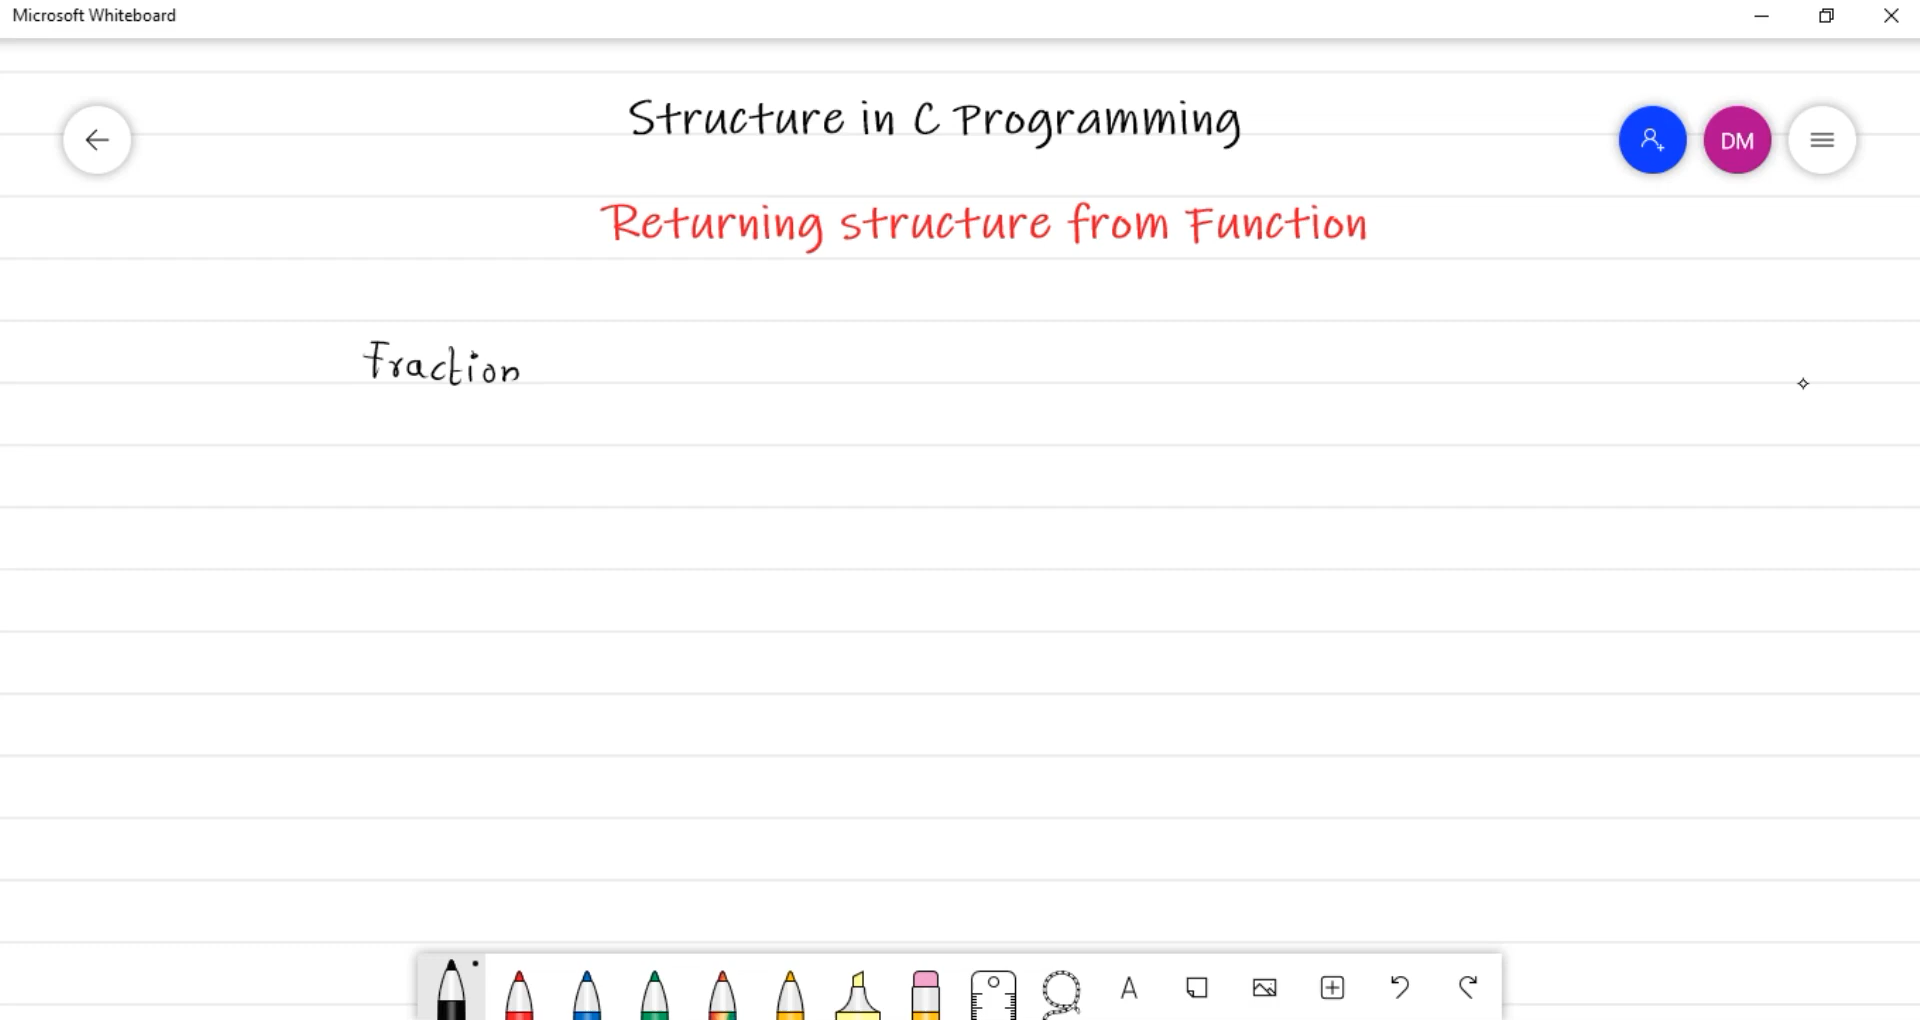 Microsoft Whiteboard
Structure in C Programming
DM
Returning structure from Function
Fraction
A